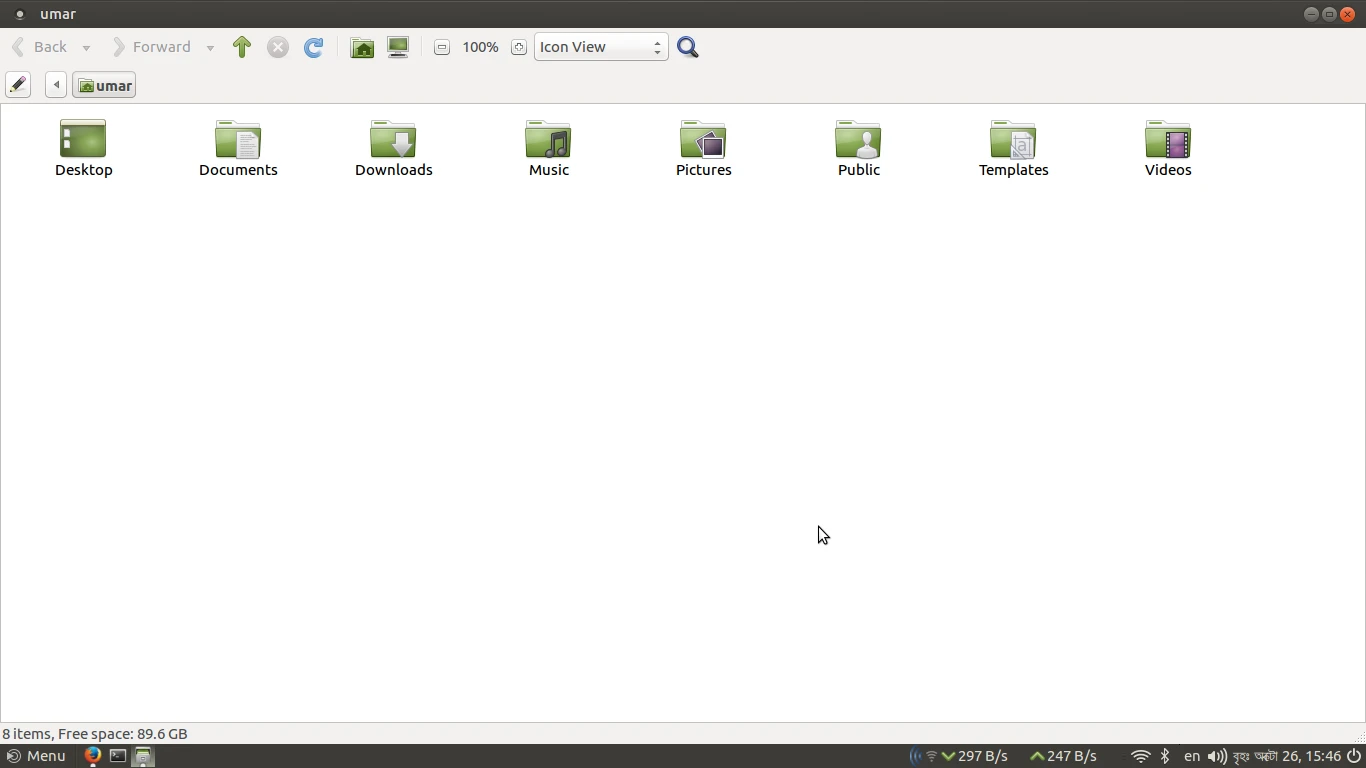 umar
Back Forward 100% Icon View
umar
Desktop Documents Downloads Music Pictures Public Templates Videos
8 items, Free space: 89.6 GB
Menu 297 B/s 247 B/s en বৃহঃ অক্টো 26, 15:46